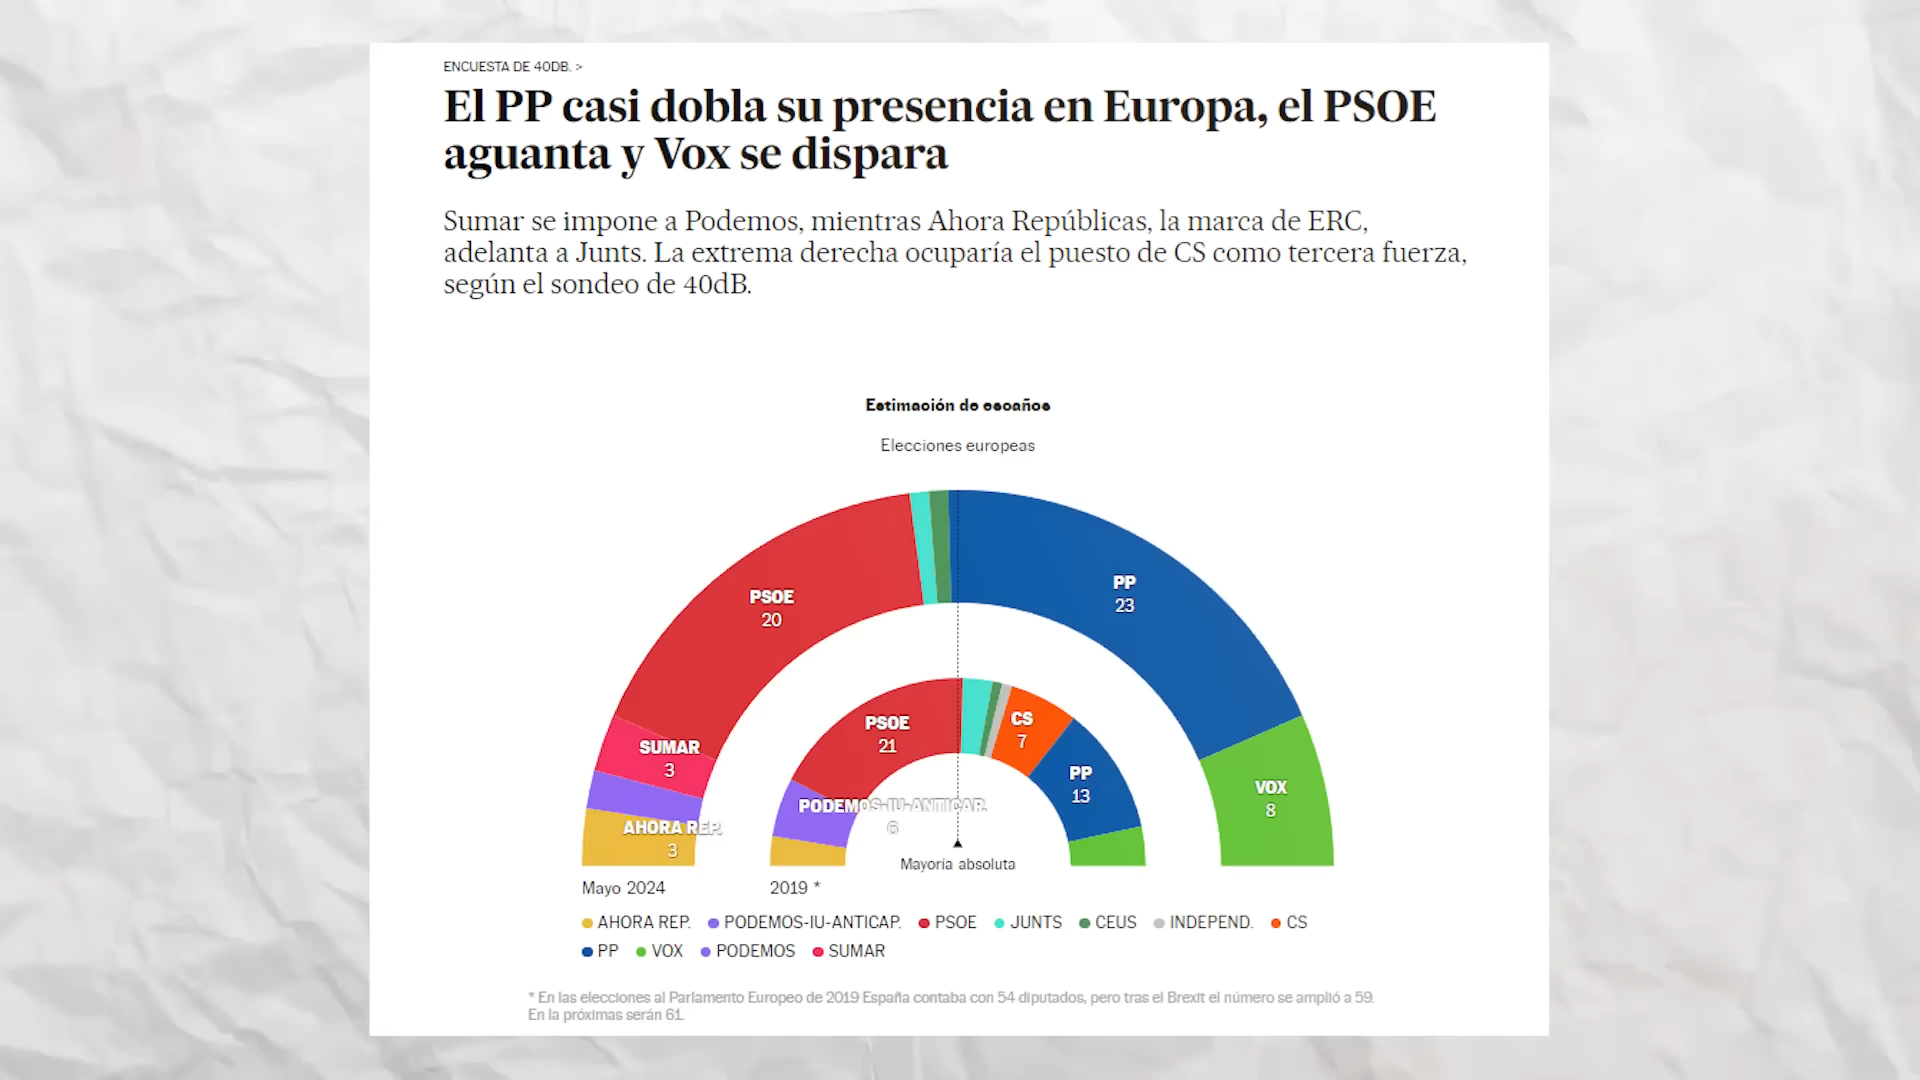 ENCUESTA DE 40DB. >
El PP casi dobla su presencia en Europa, el PSOE
aguanta y Vox se dispara
Sumar se impone a Podemos, mientras Ahora Repúblicas, la marca de ERC,
adelanta a Junts. La extrema derecha ocuparía el puesto de CS como tercera fuerza,
según el sondeo de 40dB.
Estimación de escaños
Elecciones europeas
PP
23
PSOE
20
SUMAR
3
AHORA REP.
3
VOX
8
PSOE
21
CS
7
PP
13
PODEMOS-IU-ANTICAP.
6
Mayoría absoluta
Mayo 2024
2019 *
AHORA REP. PODEMOS-IU-ANTICAP. PSOE JUNTS CEUS INDEPEND. CS
PP VOX PODEMOS SUMAR
* En las elecciones al Parlamento Europeo de 2019 España contaba con 54 diputados, pero tras el Brexit el número se amplió a 59.
En la próximas serán 61.